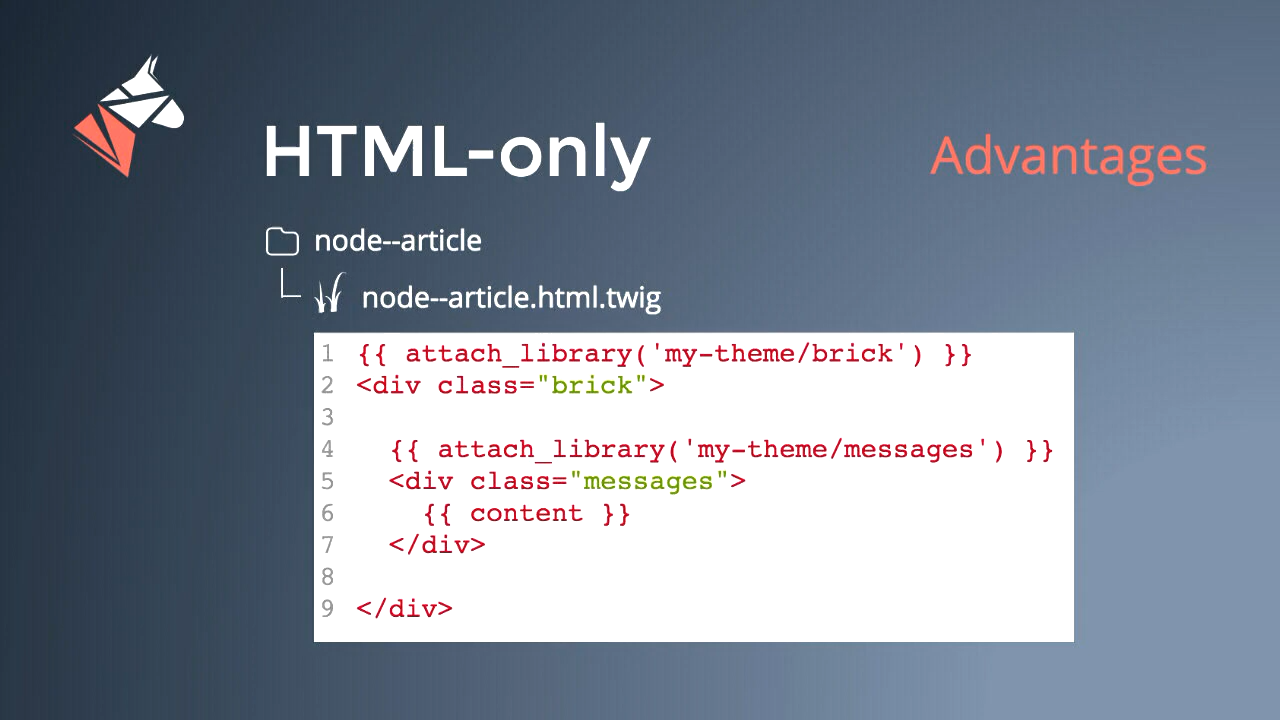 HTML-only
Advantages
node--article
node--article.html.twig
1 {{ attach_library('my-theme/brick') }}
2 <div class="brick">
3
4   {{ attach_library('my-theme/messages') }}
5   <div class="messages">
6     {{ content }}
7   </div>
8
9 </div>